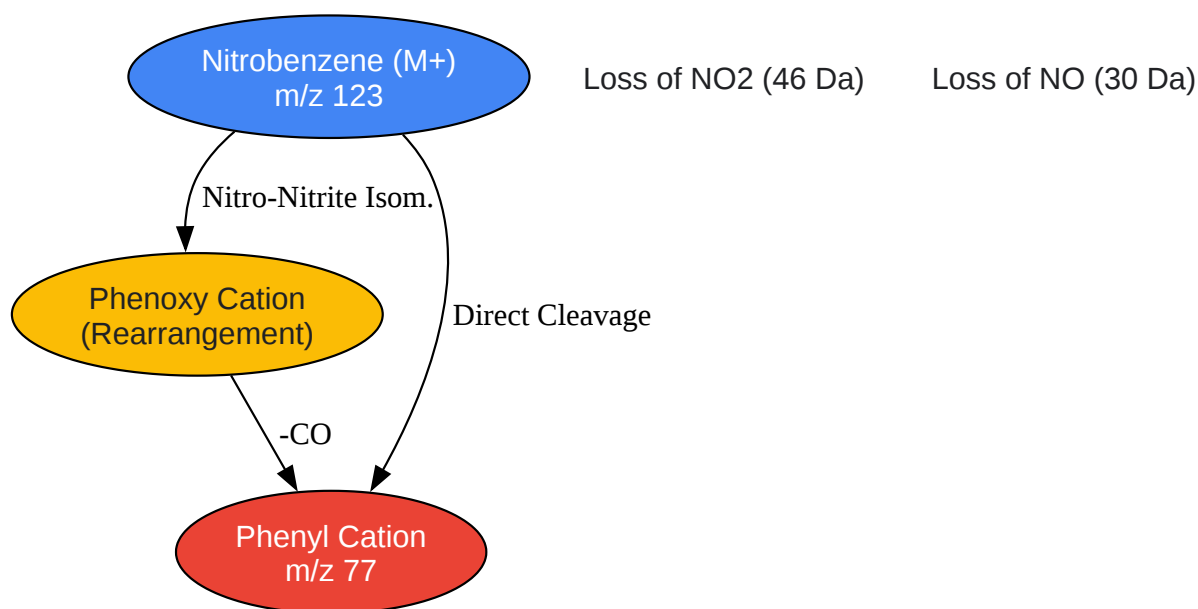 Nitrobenzene (M+)
m/z 123
Loss of NO2 (46 Da)
Loss of NO (30 Da)
Nitro-Nitrite Isom.
Phenoxy Cation
(Rearrangement)
Direct Cleavage
-CO
Phenyl Cation
m/z 77